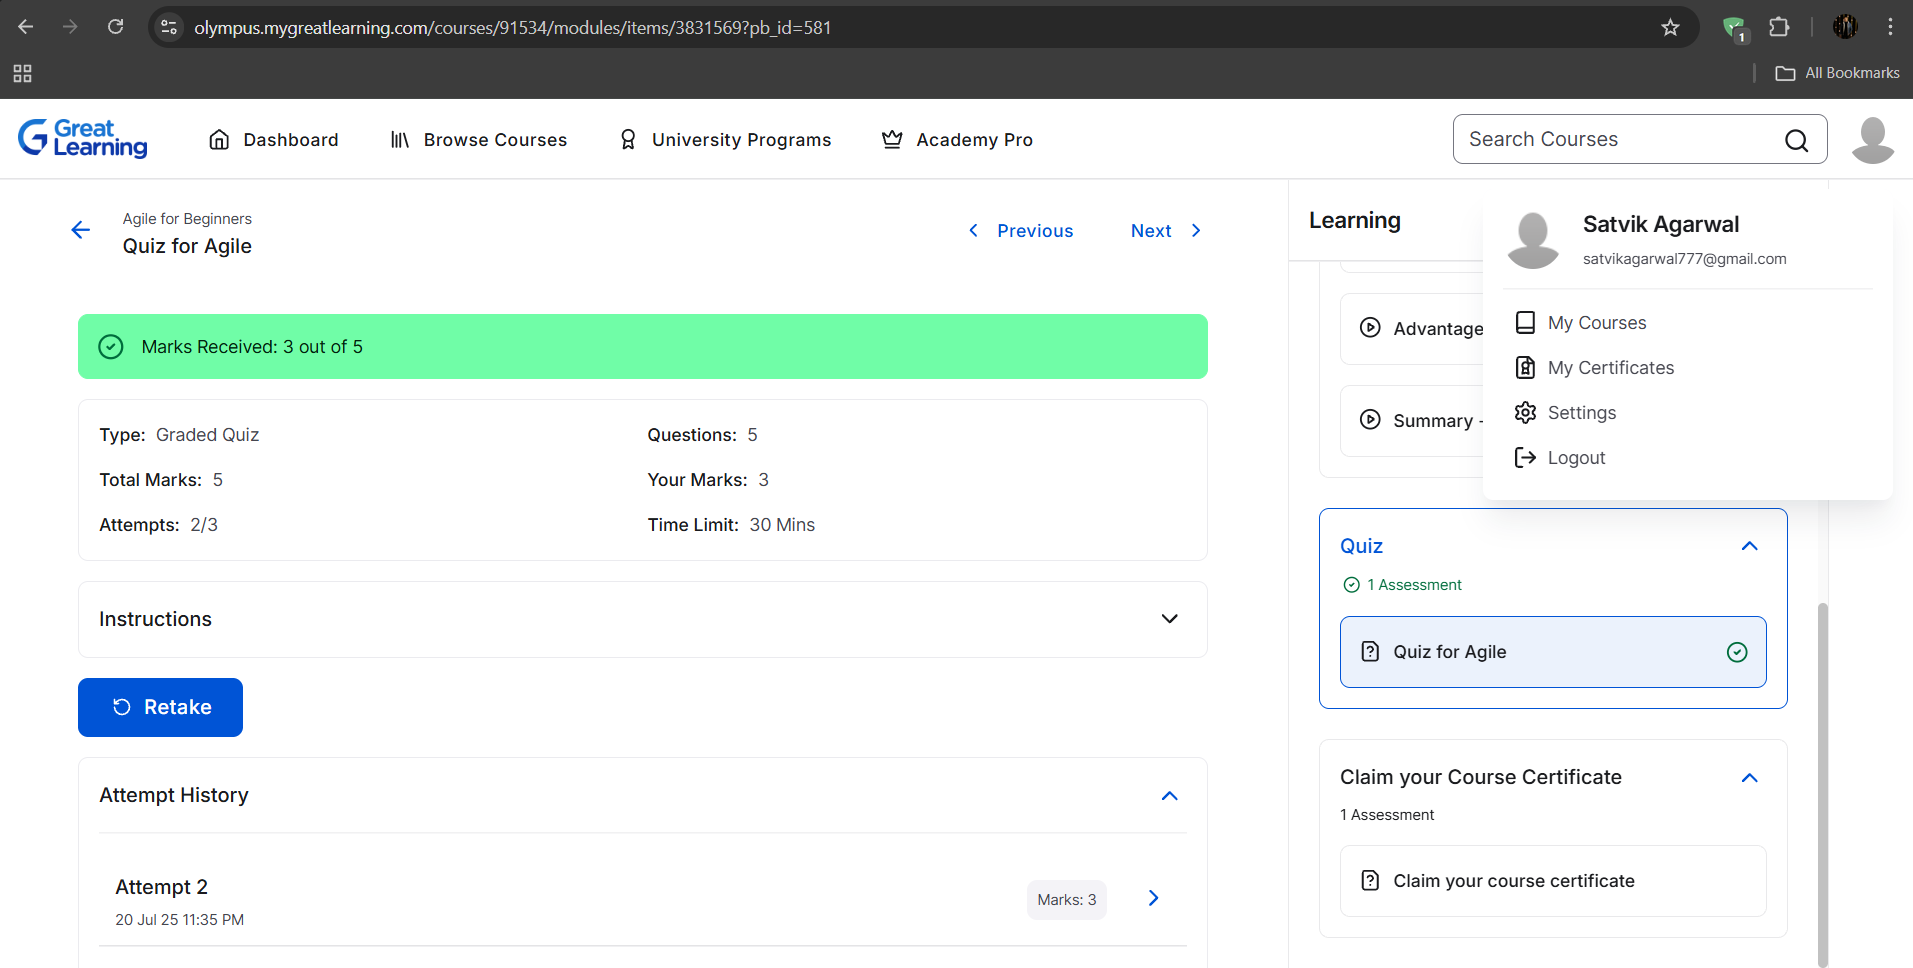 olympus.mygreatlearning.com/courses/91534/modules/items/3831569?pb_id=581
1
All Bookmarks
Great Learning
Dashboard
Browse Courses
University Programs
Academy Pro
Search Courses
Agile for Beginners
Quiz for Agile
Previous
Next
Marks Received: 3 out of 5
Type: Graded Quiz
Questions: 5
Total Marks: 5
Your Marks: 3
Attempts: 2/3
Time Limit: 30 Mins
Instructions
Retake
Attempt History
Attempt 2
20 Jul 25 11:35 PM
Marks: 3
Learning
Advantage
Summary -
Satvik Agarwal
satvikagarwal777@gmail.com
My Courses
My Certificates
Settings
Logout
Quiz
1 Assessment
Quiz for Agile
Claim your Course Certificate
1 Assessment
Claim your course certificate